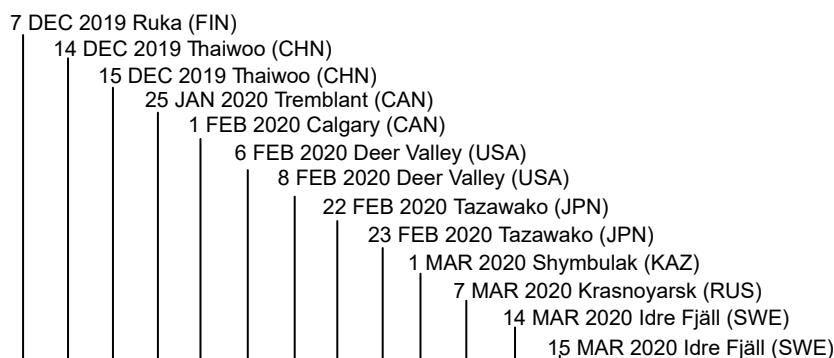 7 DEC 2019 Ruka (FIN)
14 DEC 2019 Thaiwoo (CHN)
15 DEC 2019 Thaiwoo (CHN)
25 JAN 2020 Tremblant (CAN)
1 FEB 2020 Calgary (CAN)
6 FEB 2020 Deer Valley (USA)
8 FEB 2020 Deer Valley (USA)
22 FEB 2020 Tazawako (JPN)
23 FEB 2020 Tazawako (JPN)
1 MAR 2020 Shymbulak (KAZ)
7 MAR 2020 Krasnoyarsk (RUS)
14 MAR 2020 Idre Fjäll (SWE)
15 MAR 2020 Idre Fjäll (SWE)